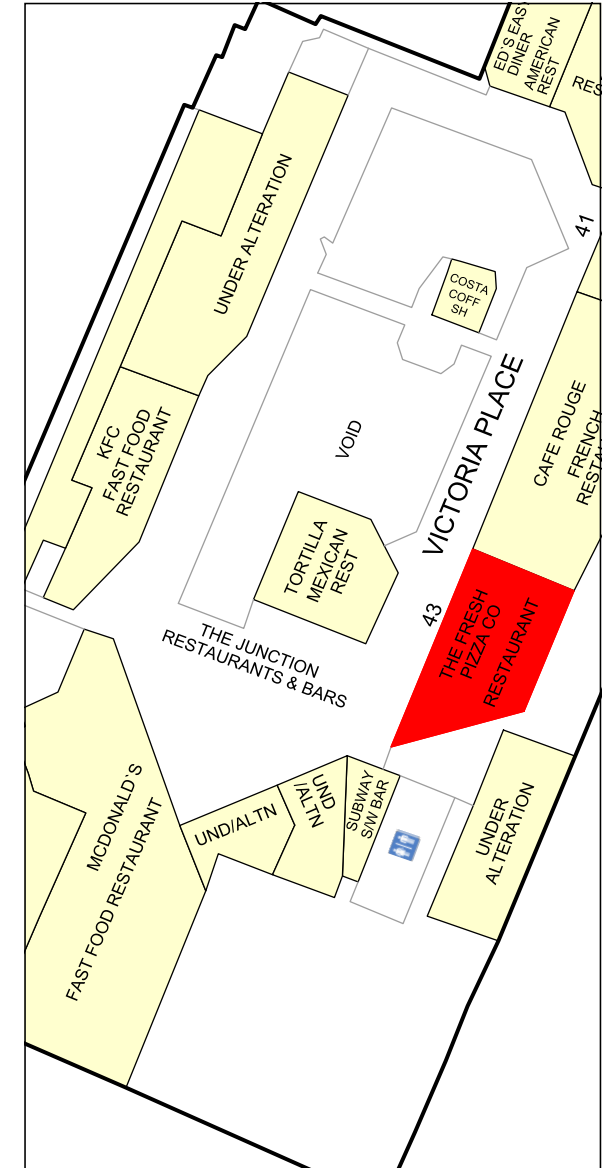 ED'S EASY
DINER
AMERICAN
REST
RES
41
UNDER ALTERATION
COSTA
COFF
SH
VICTORIA PLACE
VOID
CAFE ROUGE
FRENCH
RESTA
KFC
FAST FOOD
RESTAURANT
TORTILLA
MEXICAN
REST
43
THE FRESH
PIZZA CO
RESTAURANT
THE JUNCTION
RESTAURANTS & BARS
MCDONALD`S
FAST FOOD RESTAURANT
UND/ALTN
UND
/ALTN
SUBWAY
S/W BAR
UNDER
ALTERATION